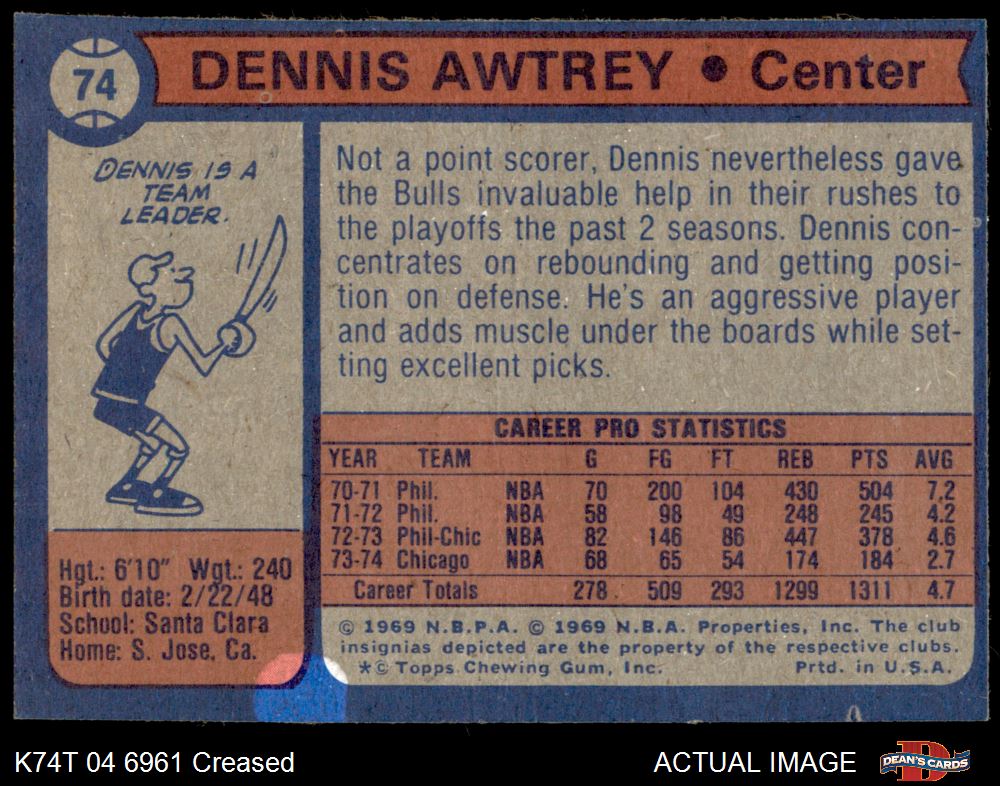 74
DENNIS AWTREY • Center
DENNIS IS A
TEAM
LEADER.
Not a point scorer, Dennis nevertheless gave
the Bulls invaluable help in their rushes to
the playoffs the past 2 seasons. Dennis con-
centrates on rebounding and getting posi-
tion on defense. He's an aggressive player
and adds muscle under the boards while set-
ting excellent picks.
CAREER PRO STATISTICS
YEAR TEAM G FG FT REB PTS AVG
70-71 Phil. NBA 70 200 104 430 504 7.2
71-72 Phil. NBA 58 98 49 248 245 4.2
72-73 Phil-Chic NBA 82 146 86 447 378 4.6
73-74 Chicago NBA 68 65 54 174 184 2.7
Career Totals 278 509 293 1299 1311 4.7
Hgt.: 6'10" Wgt.: 240
Birth date: 2/22/48
School: Santa Clara
Home: S. Jose, Ca.
© 1969 N.B.P.A. © 1969 N.B.A. Properties, Inc. The club
insignias depicted are the property of the respective clubs.
*© Topps Chewing Gum, Inc. Prtd. in U.S.A.
K74T 04 6961 Creased
ACTUAL IMAGE
D
DEAN'S CARDS